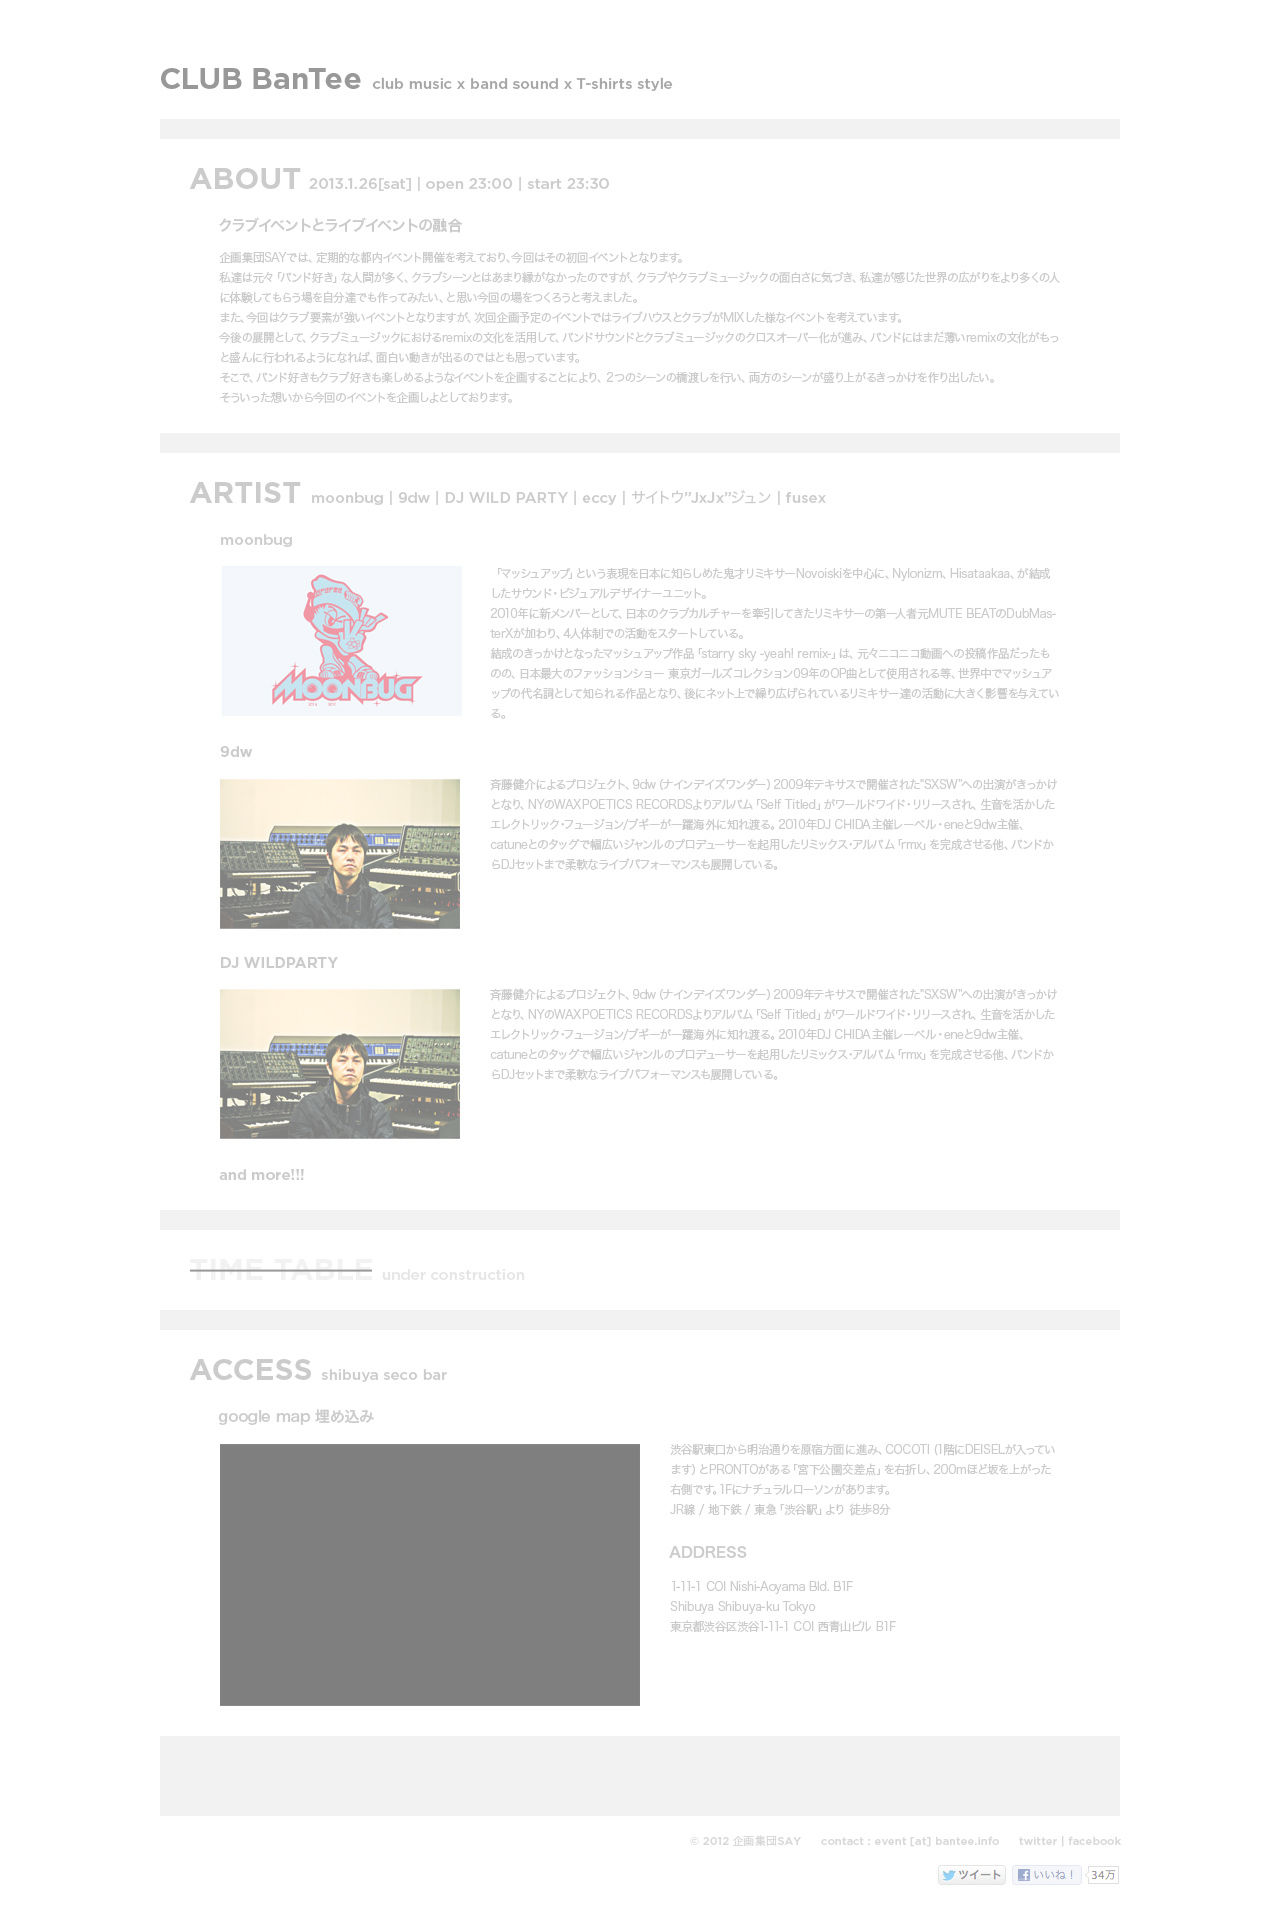 CLUB BanTee club music x band sound x T-shirts style
ABOUT 2013.1.26[sat] | open 23:00 | start 23:30
クラブイベントとライブイベントの融合
企画集団SAYでは、定期的な都内イベント開催を考えており、今回はその初回イベントとなります。
私達は元々「バンド好き」な人間が多く、クラブシーンとはあまり縁がなかったのですが、クラブやクラブミュージックの面白さに気づき、私達が感じた世界の広がりをより多くの人
に体験してもらう場を自分達でも作ってみたい、と思い今回の場をつくろうと考えました。
また、今回はクラブ要素が強いイベントとなりますが、次回企画予定のイベントではライブハウスとクラブがMIXした様なイベントを考えています。
今後の展開として、クラブミュージックにおけるremixの文化を活用して、バンドサウンドとクラブミュージックのクロスオーバー化が進み、バンドにはまだ薄いremixの文化がもっ
と盛んに行われるようになれば、面白い動きが出るのではとも思っています。
そこで、バンド好きもクラブ好きも楽しめるようなイベントを企画することにより、２つのシーンの橋渡しを行い、両方のシーンが盛り上がるきっかけを作り出したい。
そういった想いから今回のイベントを企画しよとしております。
ARTIST moonbug | 9dw | DJ WILD PARTY | eccy | サイトウ”JxJx”ジュン | fusex
moonbug
MOONBUG
「マッシュアップ」という表現を日本に知らしめた鬼才リミキサーNovoiskiを中心に、Nylonizm、Hisataakaa、が結成
したサウンド・ビジュアルデザイナーユニット。
2010年に新メンバーとして、日本のクラブカルチャーを牽引してきたリミキサーの第一人者元MUTE BEATのDubMas-
terXが加わり、4人体制での活動をスタートしている。
結成のきっかけとなったマッシュアップ作品「starry sky -yeah! remix-」は、元々ニコニコ動画への投稿作品だったも
のの、日本最大のファッションショー 東京ガールズコレクション09年のOP曲として使用される等、世界中でマッシュア
ップの代名詞として知られる作品となり、後にネット上で繰り広げられているリミキサー達の活動に大きく影響を与えてい
る。
9dw
斉藤健介によるプロジェクト、9dw（ナインデイズワンダー）2009年テキサスで開催された"SXSW"への出演がきっかけ
となり、NYのWAXPOETICS RECORDSよりアルバム「Self Titled」がワールドワイド・リリースされ、生音を活かした
エレクトリック・フュージョン/ブギーが一躍海外に知れ渡る。2010年DJ CHIDA主催レーベル・eneと9dw主催、
catuneとのタッグで幅広いジャンルのプロデューサーを起用したリミックス・アルバム「rmx」を完成させる他、バンドか
らDJセットまで柔軟なライブパフォーマンスも展開している。
DJ WILDPARTY
斉藤健介によるプロジェクト、9dw（ナインデイズワンダー）2009年テキサスで開催された"SXSW"への出演がきっかけ
となり、NYのWAXPOETICS RECORDSよりアルバム「Self Titled」がワールドワイド・リリースされ、生音を活かした
エレクトリック・フュージョン/ブギーが一躍海外に知れ渡る。2010年DJ CHIDA主催レーベル・eneと9dw主催、
catuneとのタッグで幅広いジャンルのプロデューサーを起用したリミックス・アルバム「rmx」を完成させる他、バンドか
らDJセットまで柔軟なライブパフォーマンスも展開している。
and more!!!
TIME TABLE under construction
ACCESS shibuya seco bar
google map 埋め込み
渋谷駅東口から明治通りを原宿方面に進み、COCOTI（1階にDEISELが入ってい
ます）とPRONTOがある「宮下公園交差点」を右折し、200mほど坂を上がった
右側です。1Fにナチュラルローソンがあります。
JR線 / 地下鉄 / 東急「渋谷駅」より 徒歩8分
ADDRESS
1-11-1 COI Nishi-Aoyama Bld. B1F
Shibuya Shibuya-ku Tokyo
東京都渋谷区渋谷1-11-1 COI 西青山ビル B1F
© 2012 企画集団SAY contact : event [at] bantee.info twitter | facebook
ツイート いいね！ 34万